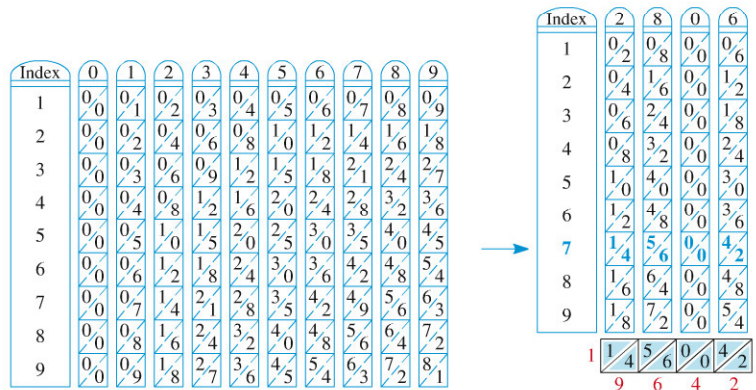 Index 0 1 2 3 4 5 6 7 8 9
1 0/0 0/1 0/2 0/3 0/4 0/5 0/6 0/7 0/8 0/9
2 0/0 0/2 0/4 0/6 0/8 1/0 1/2 1/4 1/6 1/8
3 0/0 0/3 0/6 0/9 1/2 1/5 1/8 2/1 2/4 2/7
4 0/0 0/4 0/8 1/2 1/6 2/0 2/4 2/8 3/2 3/6
5 0/0 0/5 1/0 1/5 2/0 2/5 3/0 3/5 4/0 4/5
6 0/0 0/6 1/2 1/8 2/4 3/0 3/6 4/2 4/8 5/4
7 0/0 0/7 1/4 2/1 2/8 3/5 4/2 4/9 5/6 6/3
8 0/0 0/8 1/6 2/4 3/2 4/0 4/8 5/6 6/4 7/2
9 0/0 0/9 1/8 2/7 3/6 4/5 5/4 6/3 7/2 8/1
Index 2 8 0 6
1 0/2 0/8 0/0 0/6
2 0/4 1/6 0/0 1/2
3 0/6 2/4 0/0 1/8
4 0/8 3/2 0/0 2/4
5 1/0 4/0 0/0 3/0
6 1/2 4/8 0/0 3/6
7 1/4 5/6 0/0 4/2
8 1/6 6/4 0/0 4/8
9 1/8 7/2 0/0 5/4
1 1/4 5/6 0/0 4/2
9 6 4 2